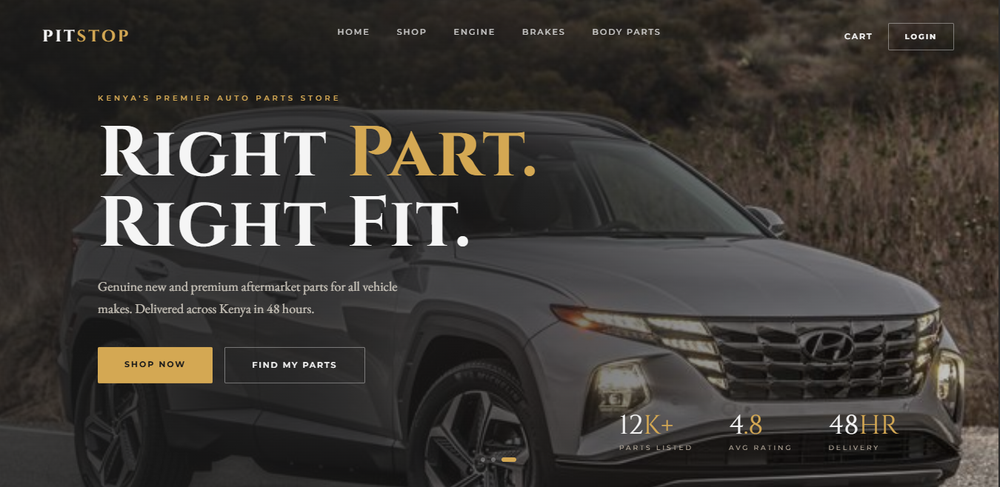 PITSTOP
HOME SHOP ENGINE BRAKES BODY PARTS
CART LOGIN
KENYA'S PREMIER AUTO PARTS STORE
RIGHT PART.
RIGHT FIT.
Genuine new and premium aftermarket parts for all vehicle
makes. Delivered across Kenya in 48 hours.
SHOP NOW FIND MY PARTS
12K+ 4.8 48HR
PARTS LISTED AVG RATING DELIVERY